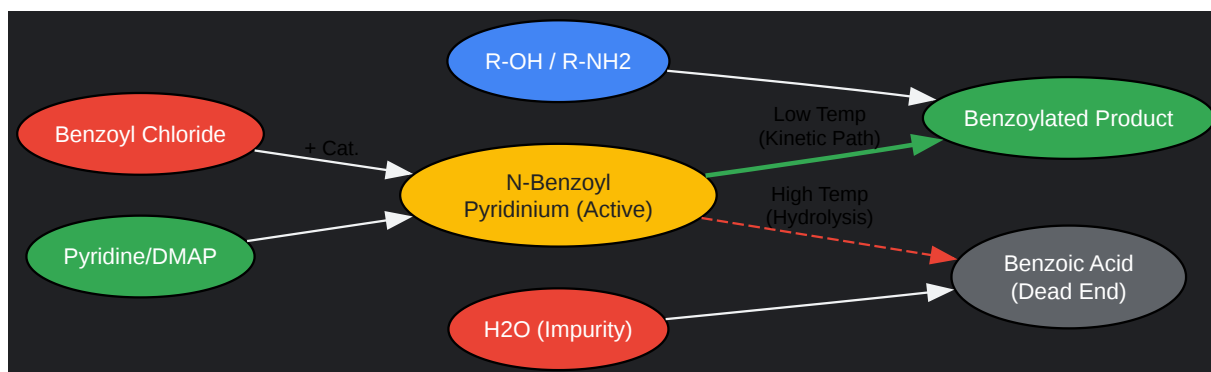 R-OH / R-NH2
Benzoyl Chloride
+ Cat.
Low Temp
(Kinetic Path)
Benzoylated Product
N-Benzoyl
Pyridinium (Active)
High Temp
(Hydrolysis)
Pyridine/DMAP
Benzoic Acid
(Dead End)
H2O (Impurity)